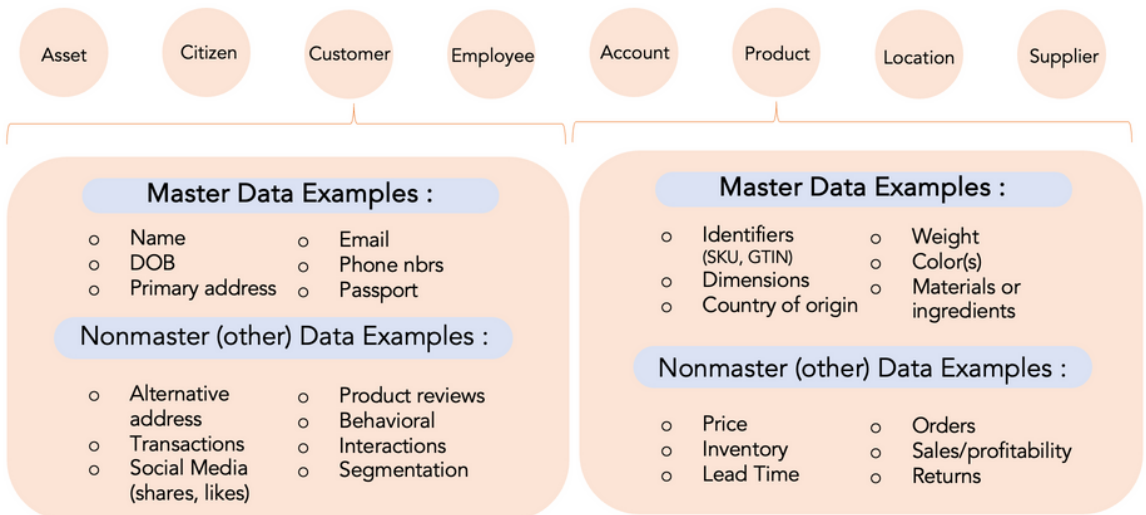 Asset
Citizen
Customer
Employee
Account
Product
Location
Supplier
Master Data Examples :
○ Name
○ DOB
○ Primary address
○ Email
○ Phone nbrs
○ Passport
Nonmaster (other) Data Examples :
○ Alternative
address
○ Transactions
○ Social Media
(shares, likes)
○ Product reviews
○ Behavioral
○ Interactions
○ Segmentation
Master Data Examples :
○ Identifiers
(SKU, GTIN)
○ Dimensions
○ Country of origin
○ Weight
○ Color(s)
○ Materials or
ingredients
Nonmaster (other) Data Examples :
○ Price
○ Inventory
○ Lead Time
○ Orders
○ Sales/profitability
○ Returns